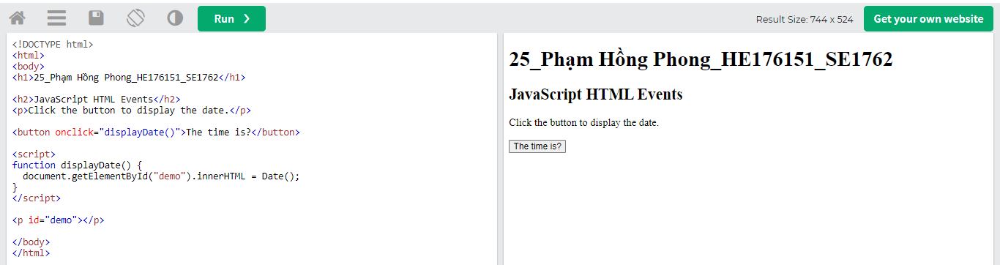 Run ❯
Result Size: 744 x 524
Get your own website
<!DOCTYPE html>
<html>
<body>
<h1>25_Phạm Hồng Phong_HE176151_SE1762</h1>
<h2>JavaScript HTML Events</h2>
<p>Click the button to display the date.</p>
<button onclick="displayDate()">The time is?</button>
<script>
function displayDate() {
  document.getElementById("demo").innerHTML = Date();
}
</script>
<p id="demo"></p>
</body>
</html>
25_Phạm Hồng Phong_HE176151_SE1762
JavaScript HTML Events
Click the button to display the date.
The time is?